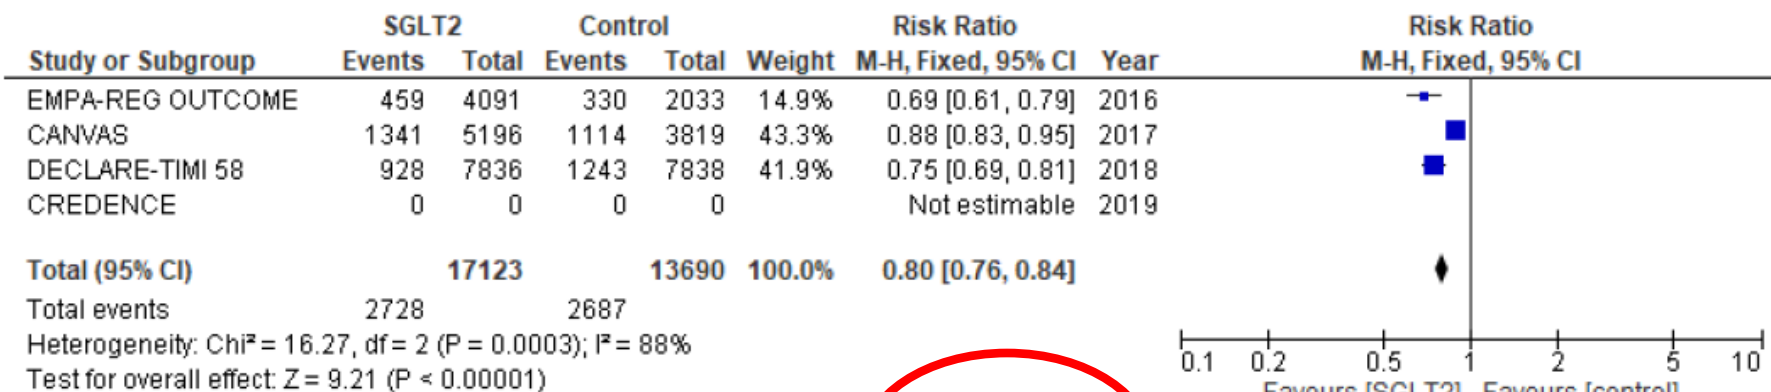 SGLT2 Control Risk Ratio Risk Ratio
Study or Subgroup Events Total Events Total Weight M-H, Fixed, 95% CI Year M-H, Fixed, 95% CI
EMPA-REG OUTCOME 459 4091 330 2033 14.9% 0.69 [0.61, 0.79] 2016
CANVAS 1341 5196 1114 3819 43.3% 0.88 [0.83, 0.95] 2017
DECLARE-TIMI 58 928 7836 1243 7838 41.9% 0.75 [0.69, 0.81] 2018
CREDENCE 0 0 0 0 Not estimable 2019
Total (95% CI) 17123 13690 100.0% 0.80 [0.76, 0.84]
Total events 2728 2687
Heterogeneity: Chi² = 16.27, df = 2 (P = 0.0003); I² = 88%
0.1 0.2 0.5 1 2 5 10
Test for overall effect: Z = 9.21 (P < 0.00001)
Favours [SGLT2] Favours [control]